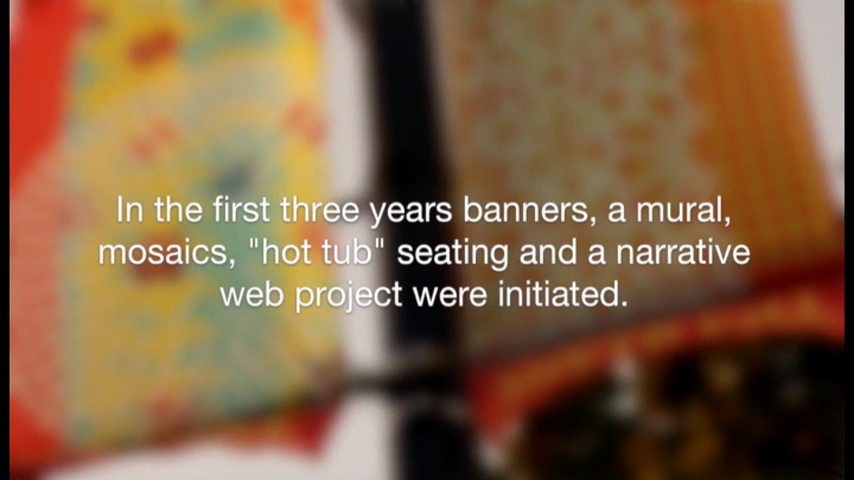 In the first three years banners, a mural,
mosaics, "hot tub" seating and a narrative
web project were initiated.